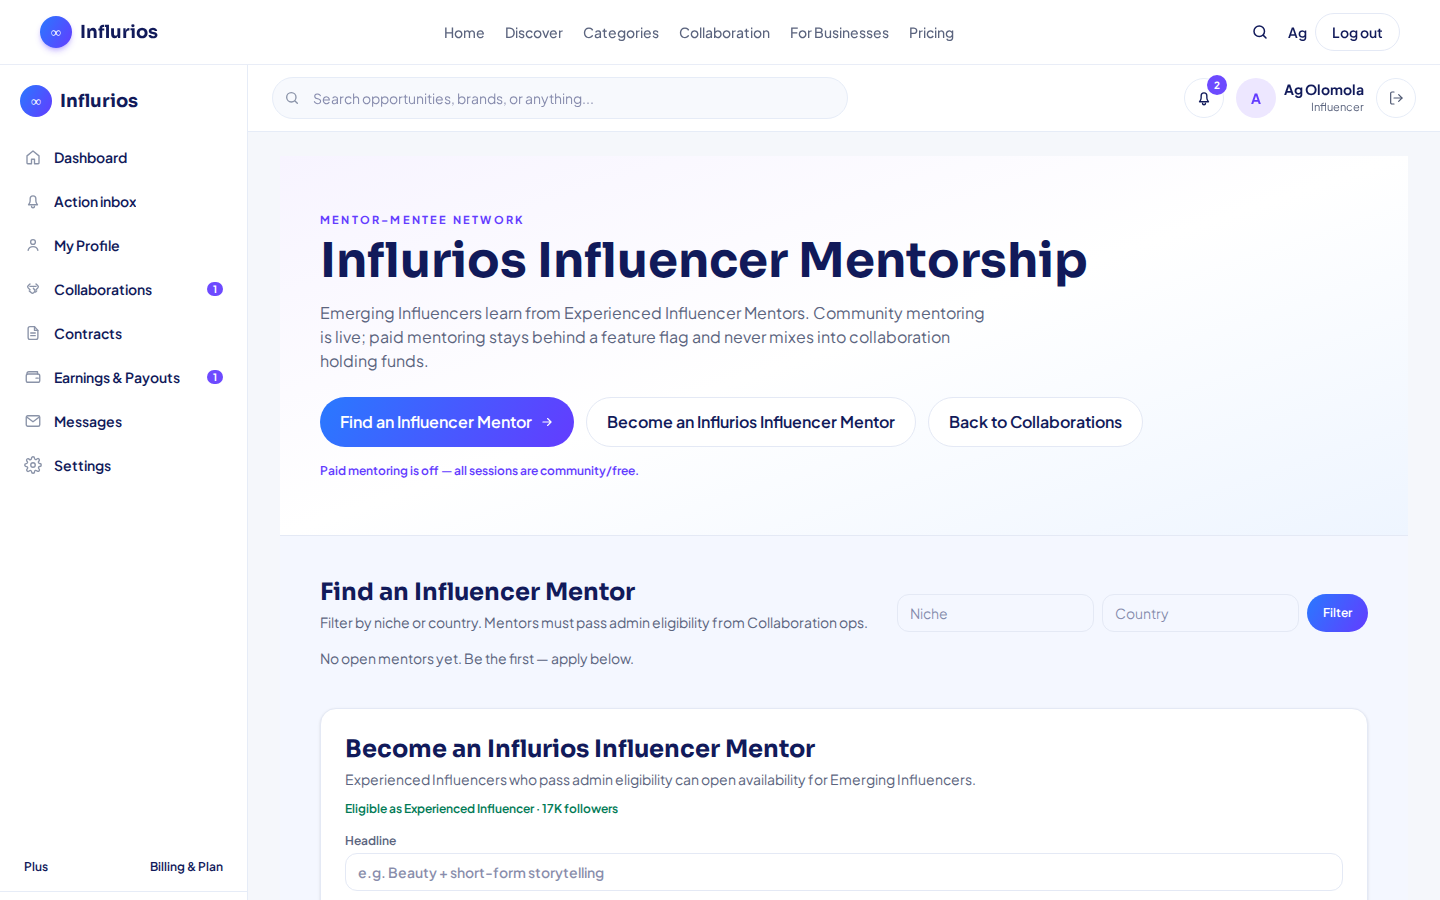 Influrios
Home Discover Categories Collaboration For Businesses Pricing
Ag Log out
Influrios
Search opportunities, brands, or anything...
2
A
Ag Olomola
Influencer
Dashboard
Action inbox
My Profile
Collaborations 1
Contracts
Earnings & Payouts 1
Messages
Settings
Plus Billing & Plan
MENTOR–MENTEE NETWORK
Influrios Influencer Mentorship
Emerging Influencers learn from Experienced Influencer Mentors. Community mentoring
is live; paid mentoring stays behind a feature flag and never mixes into collaboration
holding funds.
Find an Influencer Mentor →
Become an Influrios Influencer Mentor
Back to Collaborations
Paid mentoring is off — all sessions are community/free.
Find an Influencer Mentor
Filter by niche or country. Mentors must pass admin eligibility from Collaboration ops.
Niche
Country
Filter
No open mentors yet. Be the first — apply below.
Become an Influrios Influencer Mentor
Experienced Influencers who pass admin eligibility can open availability for Emerging Influencers.
Eligible as Experienced Influencer · 17K followers
Headline
e.g. Beauty + short-form storytelling